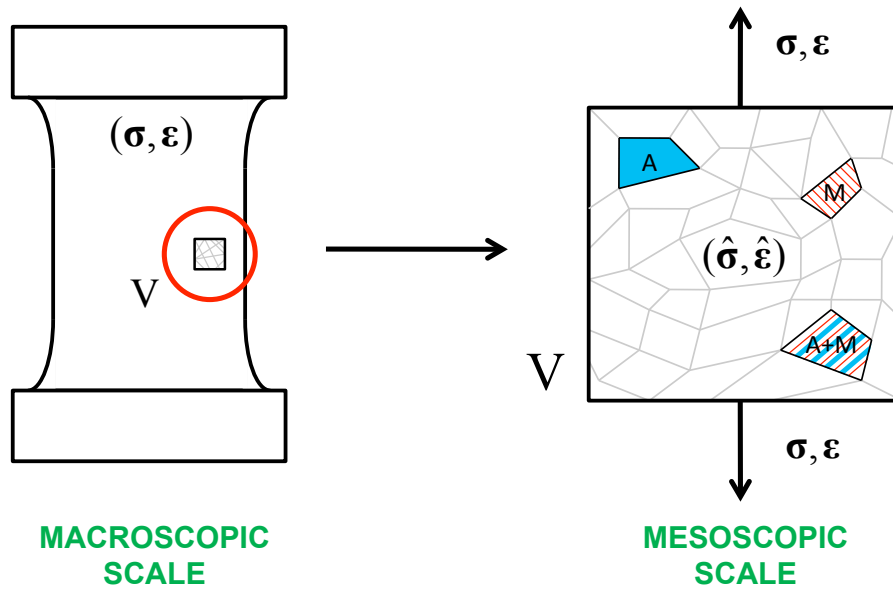 (σ, ε)
V
σ, ε
A
M
(σ̂, ε̂)
A+M
V
σ, ε
MACROSCOPIC
SCALE
MESOSCOPIC
SCALE